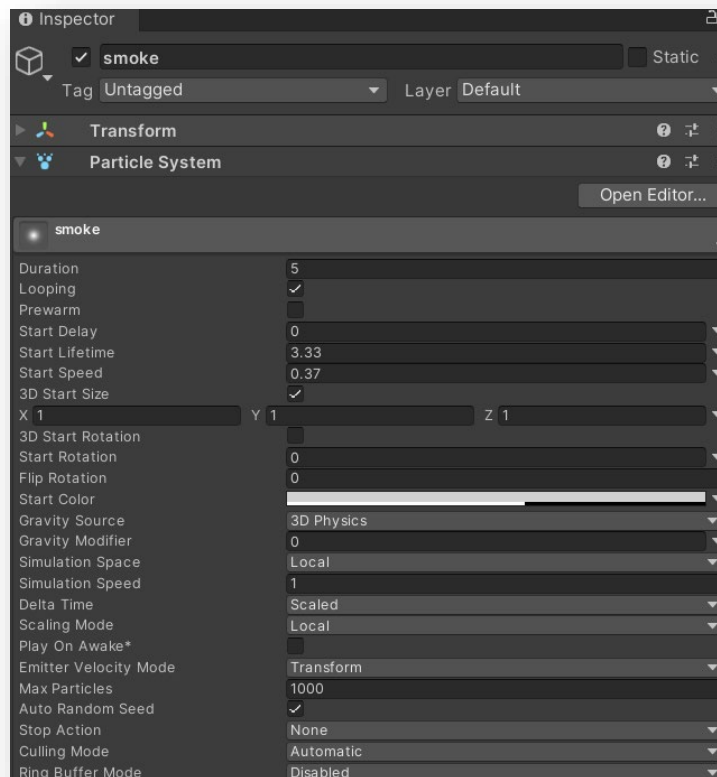 Inspector
smoke Static
Tag Untagged Layer Default
Transform
Particle System
Open Editor...
smoke
Duration 5
Looping
Prewarm
Start Delay 0
Start Lifetime 3.33
Start Speed 0.37
3D Start Size
X 1 Y 1 Z 1
3D Start Rotation
Start Rotation 0
Flip Rotation 0
Start Color
Gravity Source 3D Physics
Gravity Modifier 0
Simulation Space Local
Simulation Speed 1
Delta Time Scaled
Scaling Mode Local
Play On Awake*
Emitter Velocity Mode Transform
Max Particles 1000
Auto Random Seed
Stop Action None
Culling Mode Automatic
Ring Buffer Mode Disabled